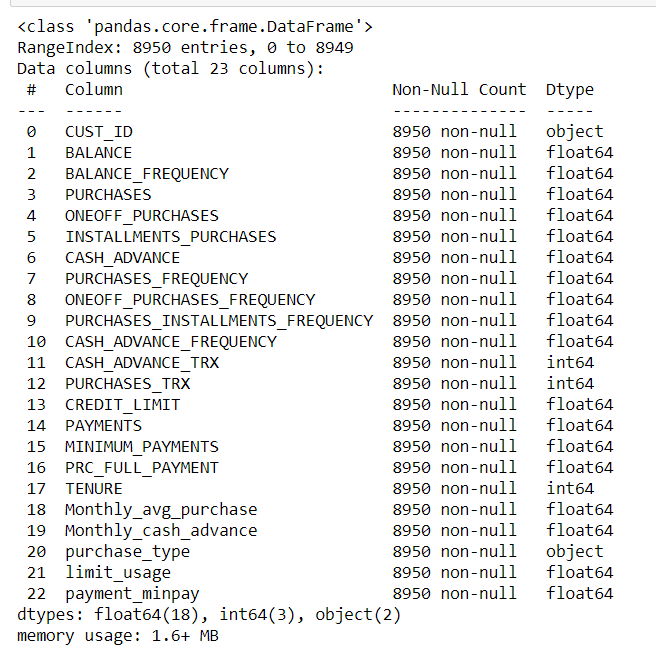 <class 'pandas.core.frame.DataFrame'>
RangeIndex: 8950 entries, 0 to 8949
Data columns (total 23 columns):
 #   Column                            Non-Null Count  Dtype
---  ------                            --------------  -----
 0   CUST_ID                           8950 non-null   object
 1   BALANCE                           8950 non-null   float64
 2   BALANCE_FREQUENCY                 8950 non-null   float64
 3   PURCHASES                         8950 non-null   float64
 4   ONEOFF_PURCHASES                  8950 non-null   float64
 5   INSTALLMENTS_PURCHASES            8950 non-null   float64
 6   CASH_ADVANCE                      8950 non-null   float64
 7   PURCHASES_FREQUENCY               8950 non-null   float64
 8   ONEOFF_PURCHASES_FREQUENCY        8950 non-null   float64
 9   PURCHASES_INSTALLMENTS_FREQUENCY  8950 non-null   float64
 10  CASH_ADVANCE_FREQUENCY            8950 non-null   float64
 11  CASH_ADVANCE_TRX                  8950 non-null   int64
 12  PURCHASES_TRX                     8950 non-null   int64
 13  CREDIT_LIMIT                      8950 non-null   float64
 14  PAYMENTS                          8950 non-null   float64
 15  MINIMUM_PAYMENTS                  8950 non-null   float64
 16  PRC_FULL_PAYMENT                  8950 non-null   float64
 17  TENURE                            8950 non-null   int64
 18  Monthly_avg_purchase              8950 non-null   float64
 19  Monthly_cash_advance              8950 non-null   float64
 20  purchase_type                     8950 non-null   object
 21  limit_usage                       8950 non-null   float64
 22  payment_minpay                    8950 non-null   float64
dtypes: float64(18), int64(3), object(2)
memory usage: 1.6+ MB